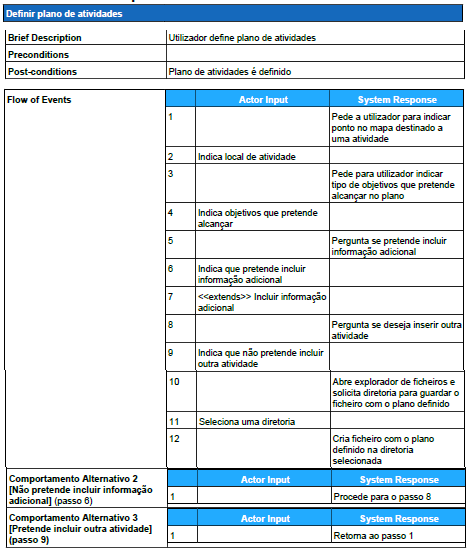 Definir plano de atividades
Brief Description Utilizador define plano de atividades
Preconditions
Post-conditions Plano de atividades é definido
Flow of Events Actor Input System Response
1 Pede a utilizador para indicar
ponto no mapa destinado a
uma atividade
2 Indica local de atividade
3 Pede para utilizador indicar
tipo de objetivos que pretende
alcançar no plano
4 Indica objetivos que pretende
alcançar
5 Pergunta se pretende incluir
informação adicional
6 Indica que pretende incluir
informação adicional
7 <<extends>> Incluir informação
adicional
8 Pergunta se deseja inserir outra
atividade
9 Indica que não pretende incluir
outra atividade
10 Abre explorador de ficheiros e
solicita diretoria para guardar o
ficheiro com o plano definido
11 Seleciona uma diretoria
12 Cria ficheiro com o plano
definido na diretoria
selecionada
Comportamento Alternativo 2
[Não pretende incluir informação
adicional] (passo 6)
Actor Input System Response
1 Procede para o passo 8
Comportamento Alternativo 3
[Pretende incluir outra atividade]
(passo 9)
Actor Input System Response
1 Retorna ao passo 1